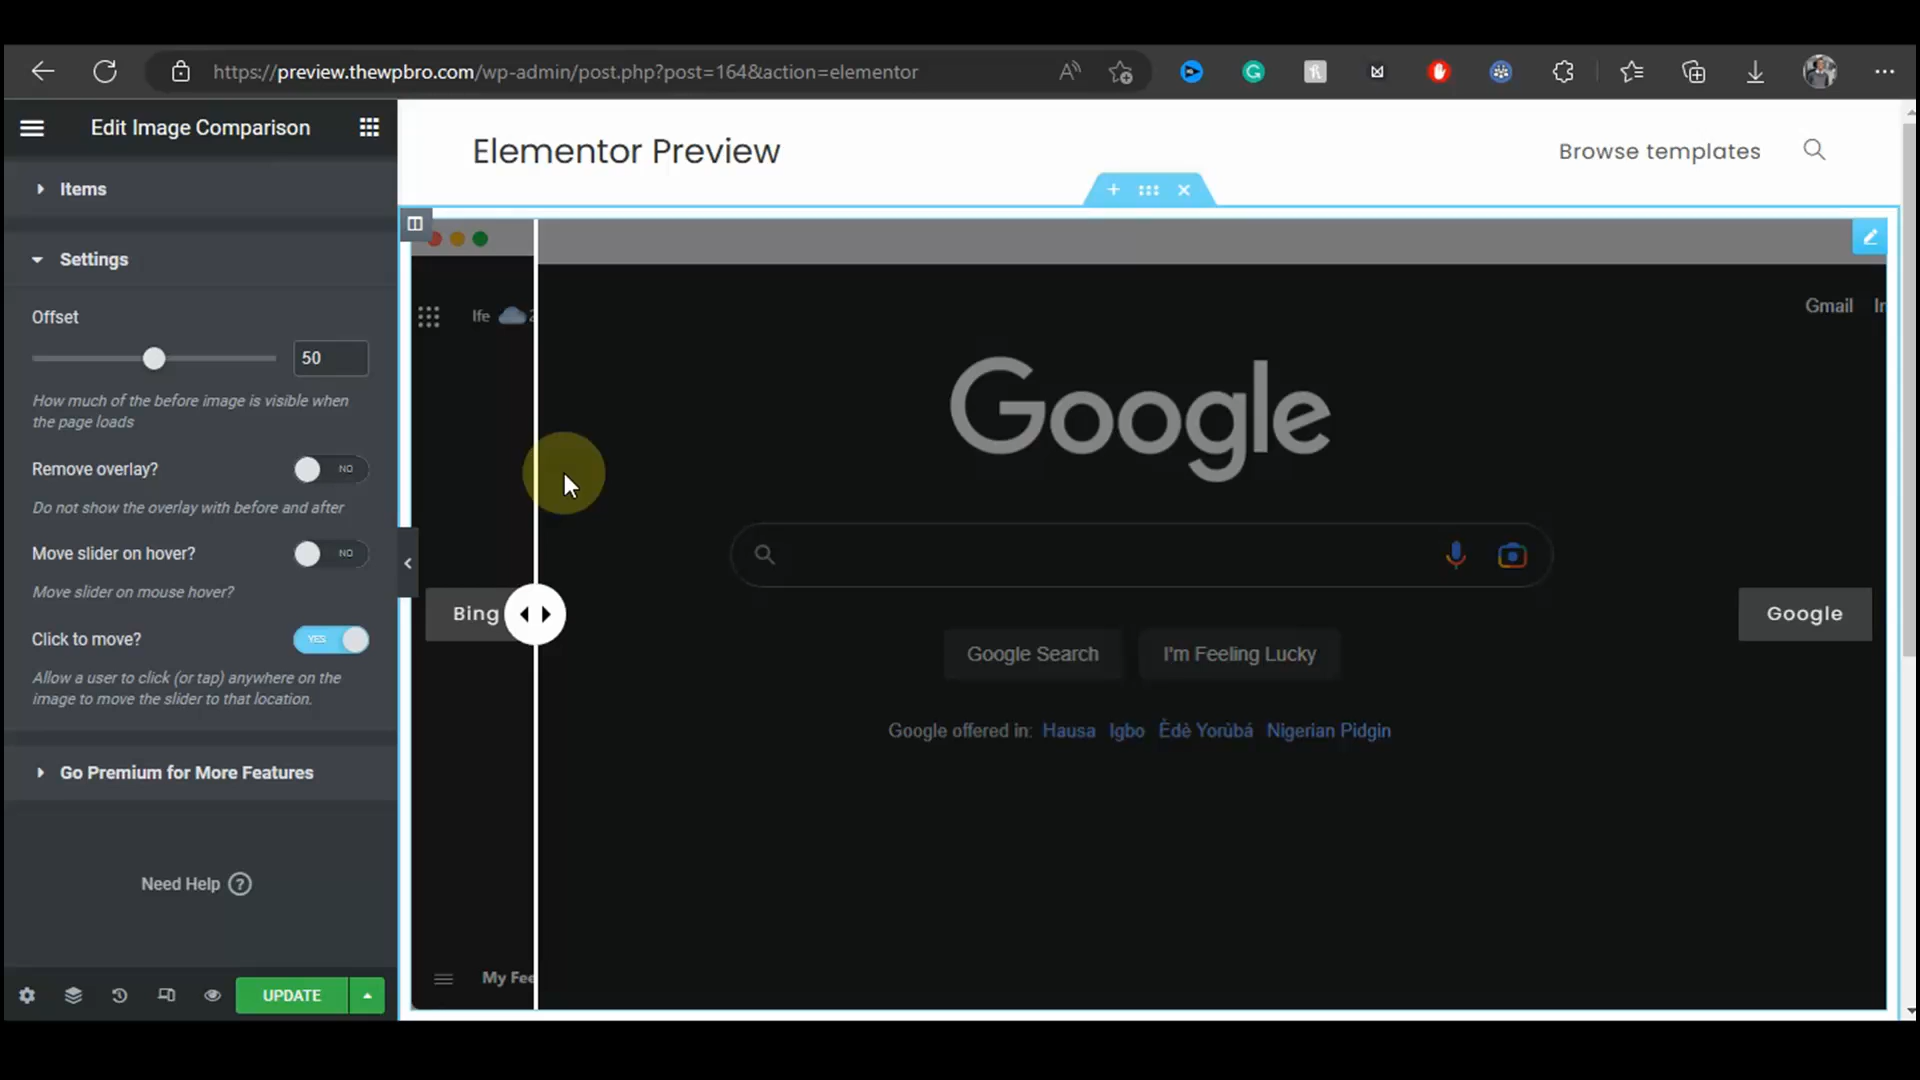 https://preview.thewpbro.com/wp-admin/post.php?post=164&action=elementor
Edit Image Comparison
Items
Settings
Offset
50
How much of the before image is visible when
the page loads
Remove overlay?
NO
Do not show the overlay with before and after
Move slider on hover?
NO
Move slider on mouse hover?
Click to move?
YES
Allow a user to click (or tap) anywhere on the
image to move the slider to that location.
Go Premium for More Features
Need Help
UPDATE
Elementor Preview
Browse templates
Ife
Gmail
Google
Bing
Google
Google Search
I'm Feeling Lucky
Google offered in: Hausa Igbo Èdè Yorùbá Nigerian Pidgin
My Fee